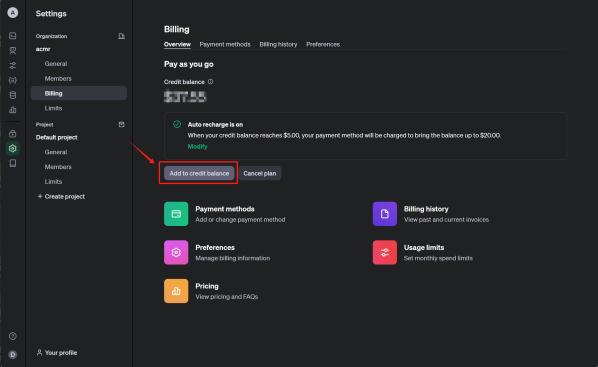 A
Settings
Organization
acmr
General
Members
Billing
Limits
Project
Default project
General
Members
Limits
+ Create project
Your profile
D
Billing
Overview Payment methods Billing history Preferences
Pay as you go
Credit balance
Auto recharge is on
When your credit balance reaches $5.00, your payment method will be charged to bring the balance up to $20.00.
Modify
Add to credit balance Cancel plan
Payment methods
Add or change payment method
Billing history
View past and current invoices
Preferences
Manage billing information
Usage limits
Set monthly spend limits
Pricing
View pricing and FAQs